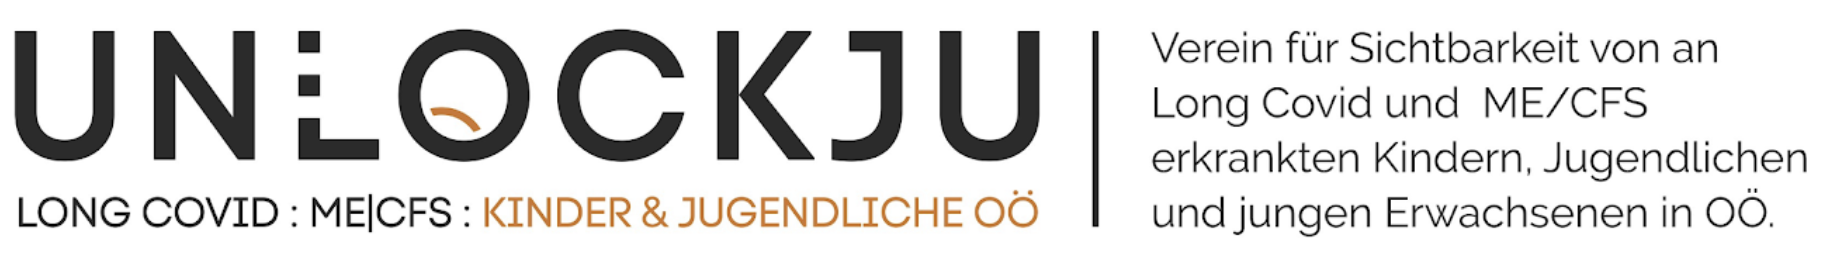 UNLOCKJU
LONG COVID : ME|CFS : KINDER & JUGENDLICHE OÖ
Verein für Sichtbarkeit von an
Long Covid und ME/CFS
erkrankten Kindern, Jugendlichen
und jungen Erwachsenen in OÖ.